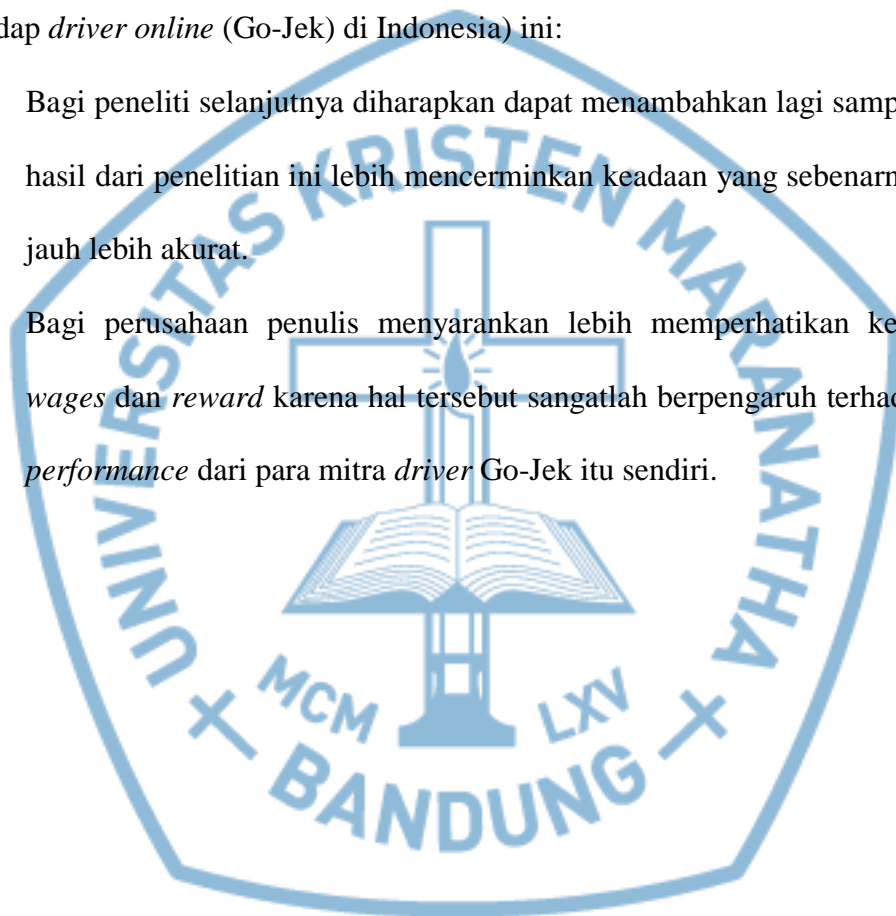 dap driver online (Go-Jek) di Indonesia) ini:
Bagi peneliti selanjutnya diharapkan dapat menambahkan lagi samp
hasil dari penelitian ini lebih mencerminkan keadaan yang sebenarn
jauh lebih akurat.
Bagi perusahaan penulis menyarankan lebih memperhatikan ke
wages dan reward karena hal tersebut sangatlah berpengaruh terhad
performance dari para mitra driver Go-Jek itu sendiri.
UNIVERSITAS KRISTEN MARANATHA
MCM LXV
BANDUNG